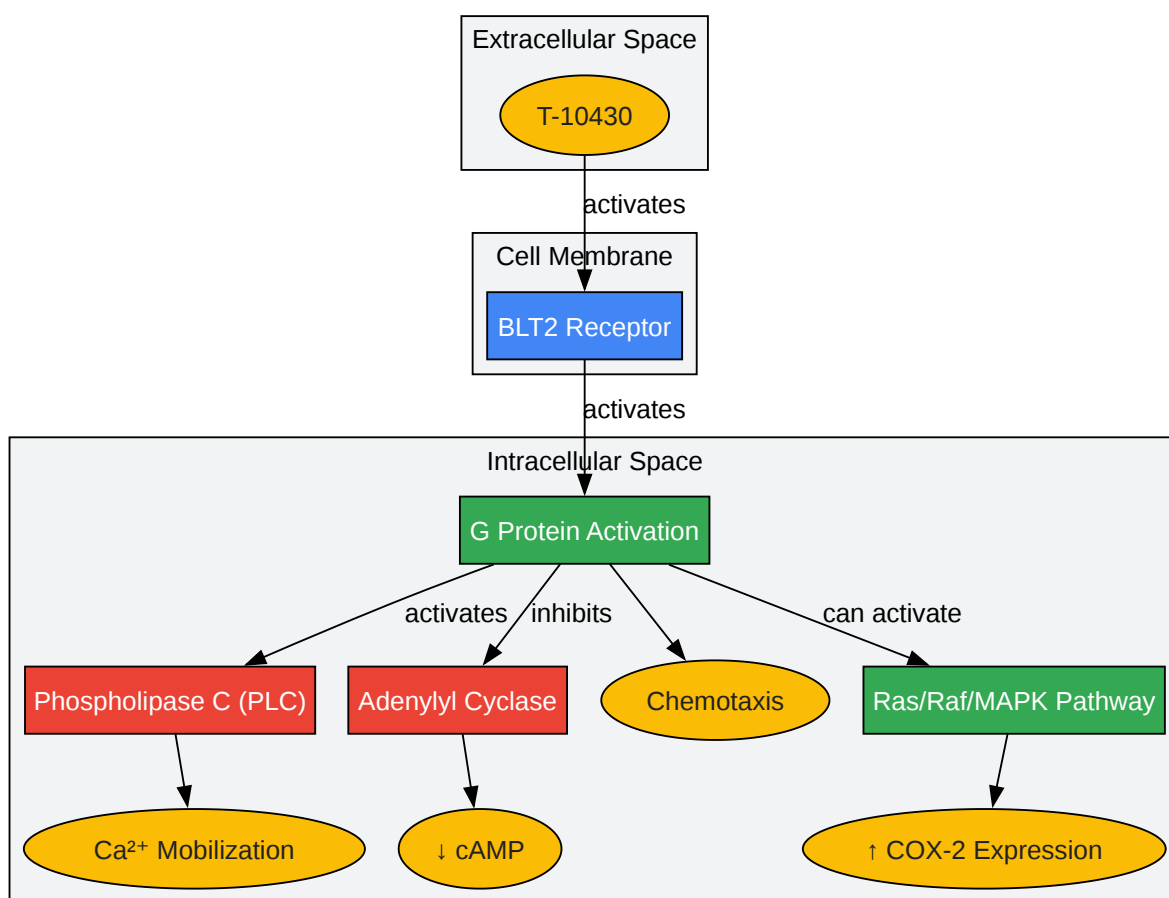 Extracellular Space
T-10430
activates
Cell Membrane
BLT2 Receptor
activates
Intracellular Space
G Protein Activation
activates
inhibits
can activate
Phospholipase C (PLC)
Adenylyl Cyclase
Chemotaxis
Ras/Raf/MAPK Pathway
Ca²⁺ Mobilization
↓ cAMP
↑ COX-2 Expression